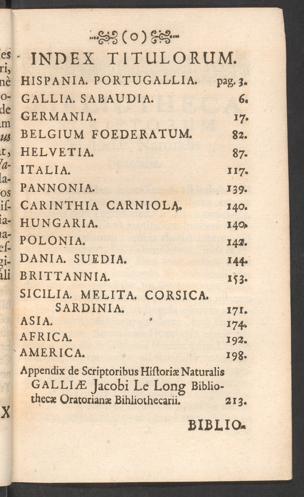 (0)
INDEX TITULORUM.
HISPANIA. PORTUGALLIA. pag. 3.
GALLIA. SABAUDIA. 6.
GERMANIA. 17.
BELGIUM FOEDERATUM. 82.
HELVETIA. 87.
ITALIA. 117.
PANNONIA. 139.
CARINTHIA CARNIOLA. 140.
HUNGARIA. 140.
POLONIA. 142.
DANIA. SUEDIA. 144.
BRITTANNIA. 153.
SICILIA. MELITA. CORSICA.
SARDINIA. 171.
ASIA. 174.
AFRICA. 192.
AMERICA. 198.
Appendix de Scriptoribus Hiſtoriæ Naturalis
GALLIÆ Jacobi Le Long Biblio-
thecæ Oratorianæ Bibliothecarii. 213.
BIBLIO-